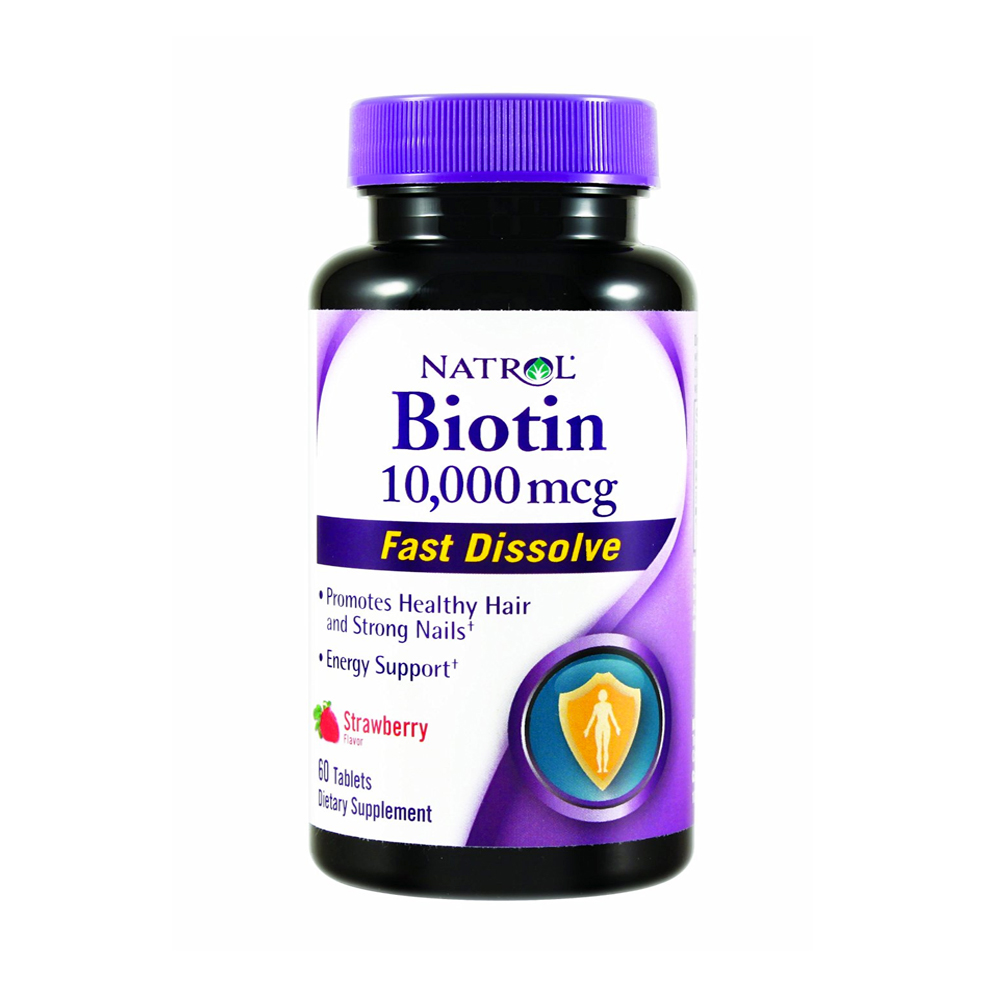 NATROL®
Biotin
10,000 mcg
Fast Dissolve
• Promotes Healthy Hair
and Strong Nails†
• Energy Support†
Strawberry
Flavor
60 Tablets
Dietary Supplement